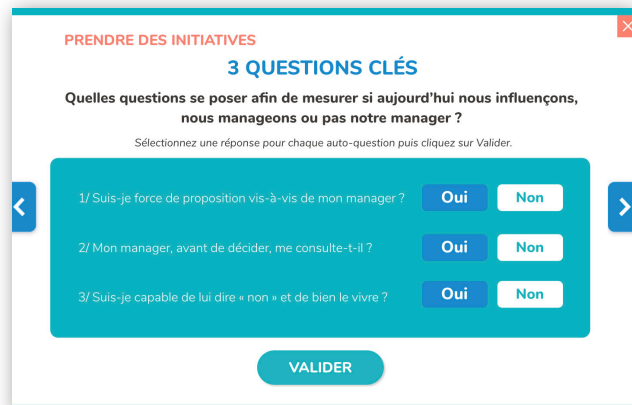 PRENDRE DES INITIATIVES
3 QUESTIONS CLÉS
Quelles questions se poser afin de mesurer si aujourd'hui nous influençons,
nous manageons ou pas notre manager ?
Sélectionnez une réponse pour chaque auto-question puis cliquez sur Valider.
1/ Suis-je force de proposition vis-à-vis de mon manager ? Oui Non
2/ Mon manager, avant de décider, me consulte-t-il ? Oui Non
3/ Suis-je capable de lui dire « non » et de bien le vivre ? Oui Non
VALIDER